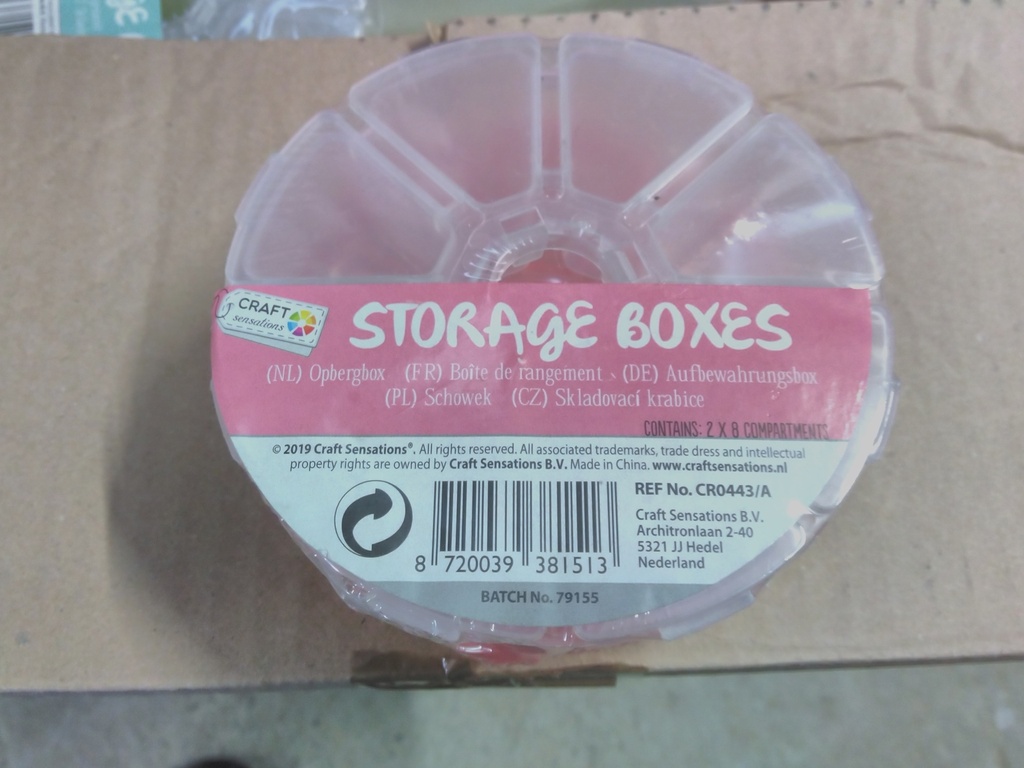 CRAFT
sensations
STORAGE BOXES
(NL) Opbergbox (FR) Boîte de rangement (DE) Aufbewahrungsbox
(PL) Schowek (CZ) Skladovací krabice
CONTAINS: 2 X 8 COMPARTMENTS
© 2019 Craft Sensations®. All rights reserved. All associated trademarks, trade dress and intellectual
property rights are owned by Craft Sensations B.V. Made in China. www.craftsensations.nl
REF No. CR0443/A
Craft Sensations B.V.
Architronlaan 2-40
5321 JJ Hedel
Nederland
8 720039 381513
BATCH No. 79155